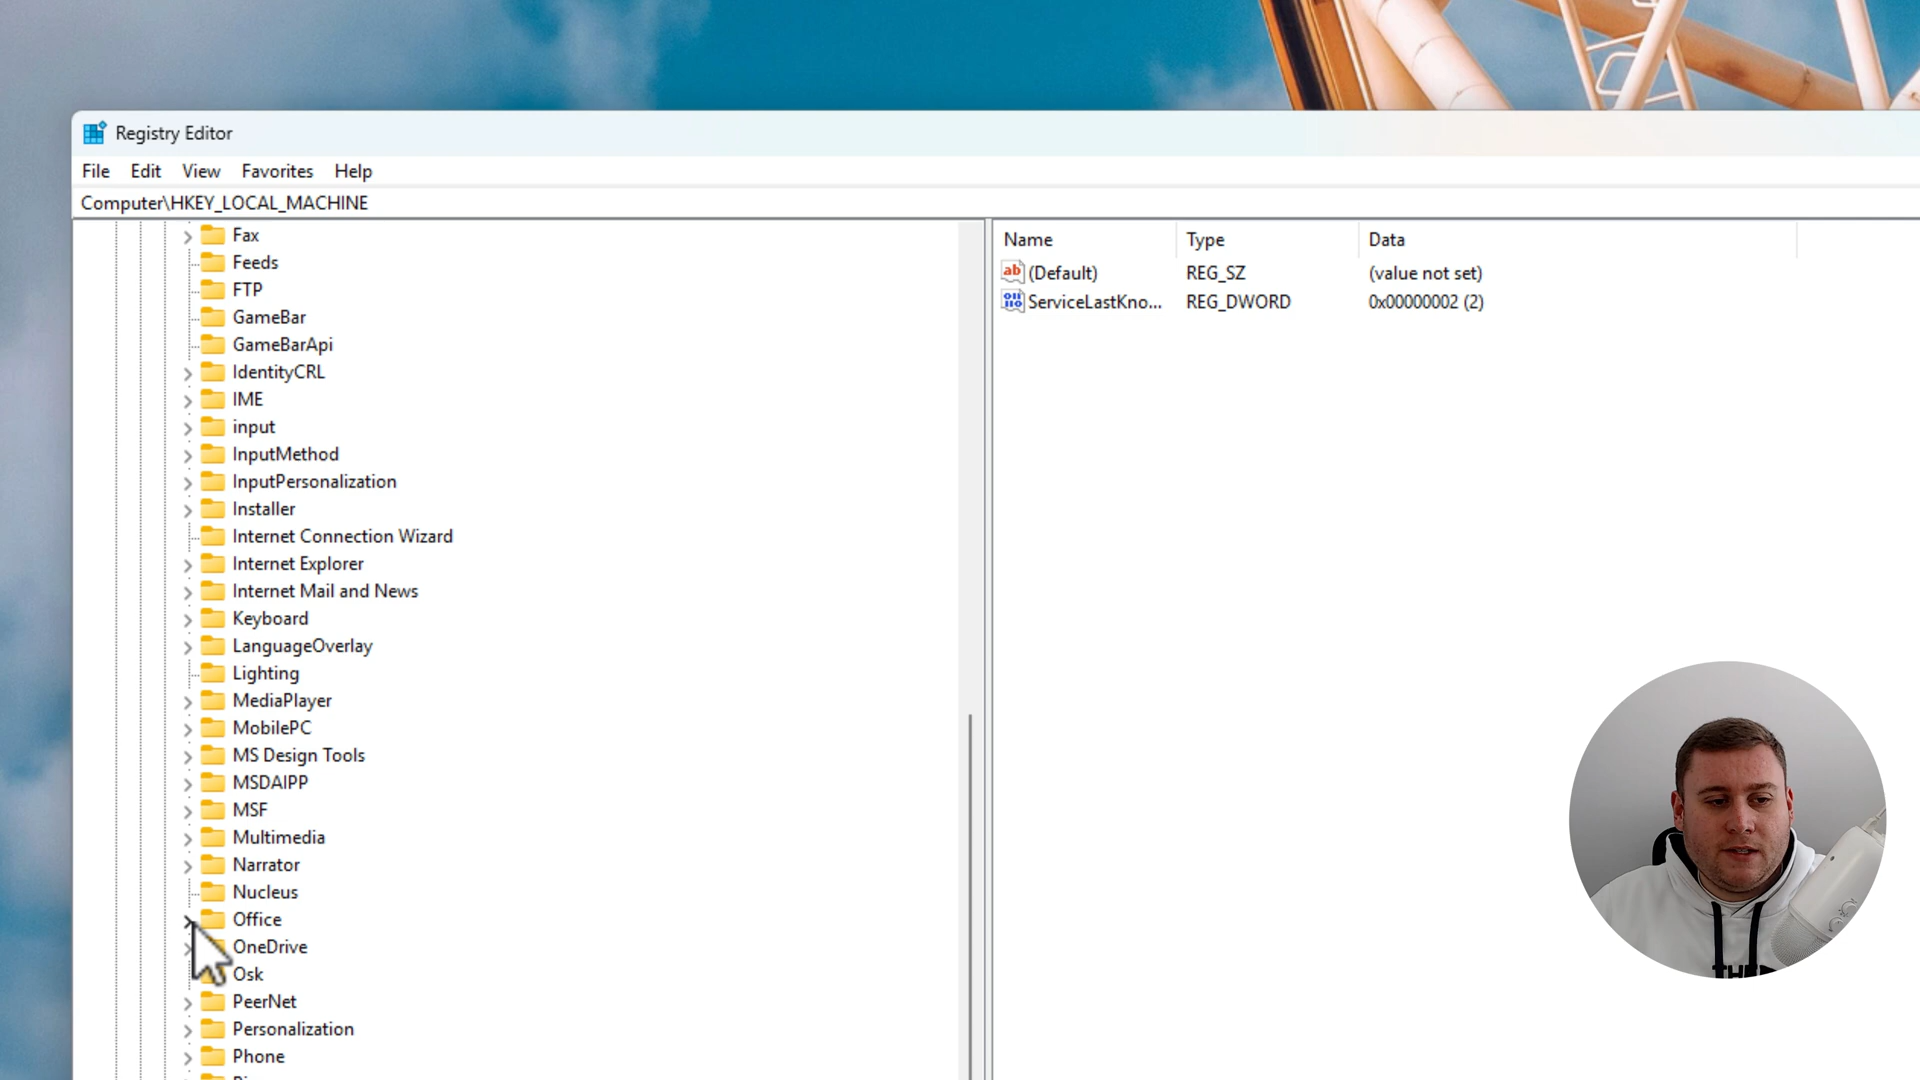 Registry Editor
File Edit View Favorites Help
Computer\HKEY_LOCAL_MACHINE
Name Type Data
(Default) REG_SZ (value not set)
ServiceLastKno... REG_DWORD 0x00000002 (2)
Fax
Feeds
FTP
GameBar
GameBarApi
IdentityCRL
IME
input
InputMethod
InputPersonalization
Installer
Internet Connection Wizard
Internet Explorer
Internet Mail and News
Keyboard
LanguageOverlay
Lighting
MediaPlayer
MobilePC
MS Design Tools
MSDAIPP
MSF
Multimedia
Narrator
Nucleus
Office
OneDrive
Osk
PeerNet
Personalization
Phone